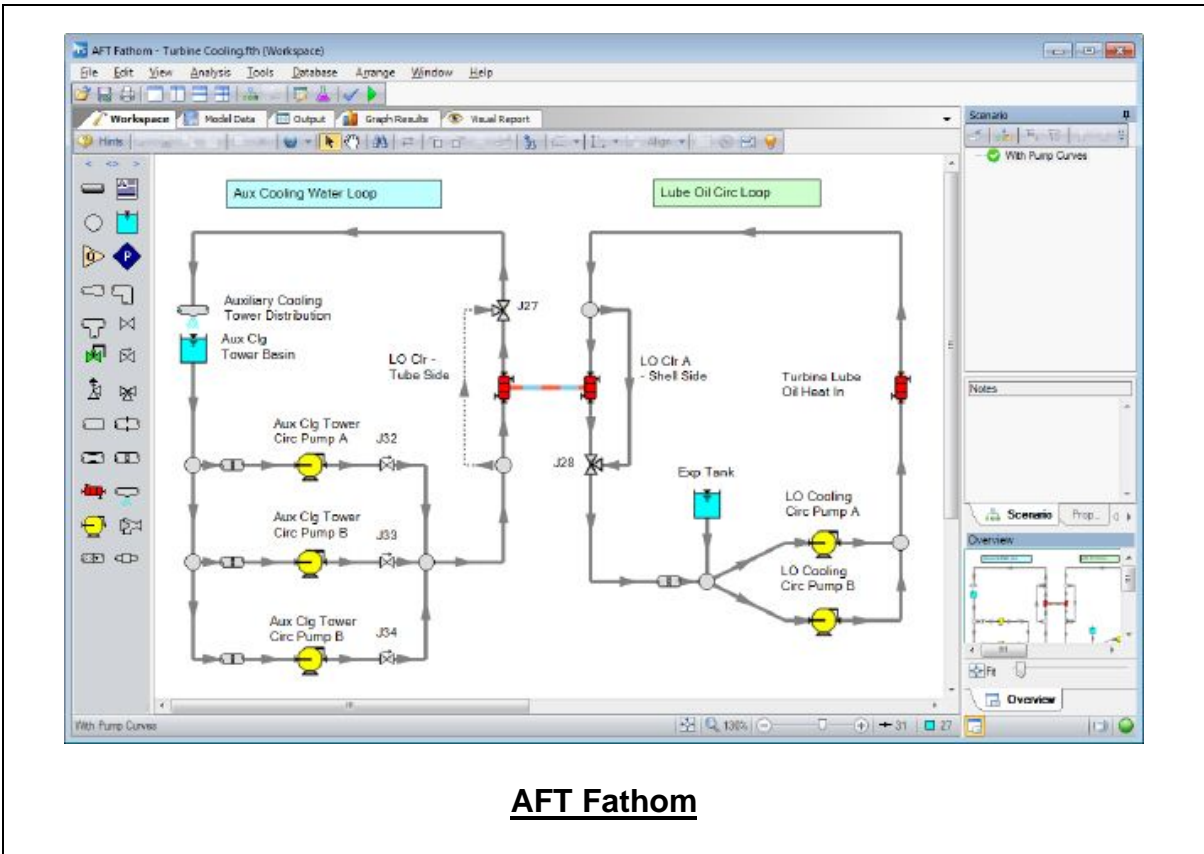 AFT Fathom - Turbine Cooling.fth (Workspace)
File Edit View Analysis Tools Database Arrange Window Help
Workspace Model Data Output Graph Results Visual Report
Scenario
Hints
Align
With Pump Curves
Aux Cooling Water Loop
Lube Oil Circ Loop
J27
Auxiliary Cooling
Tower Distribution
Aux Clg
Tower Basin
LO Clr -
Tube Side
LO Clr A
- Shell Side
Turbine Lube
Oil Heat In
Notes
Aux Clg Tower
Circ Pump A
J32
J28
Exp Tank
LO Cooling
Circ Pump A
Scenario Prop..
Aux Clg Tower
Circ Pump B
J33
Overview
LO Cooling
Circ Pump B
Aux Clg Tower
Circ Pump B
J34
Fit
Overview
With Pump Curves
130%
31
27
AFT Fathom